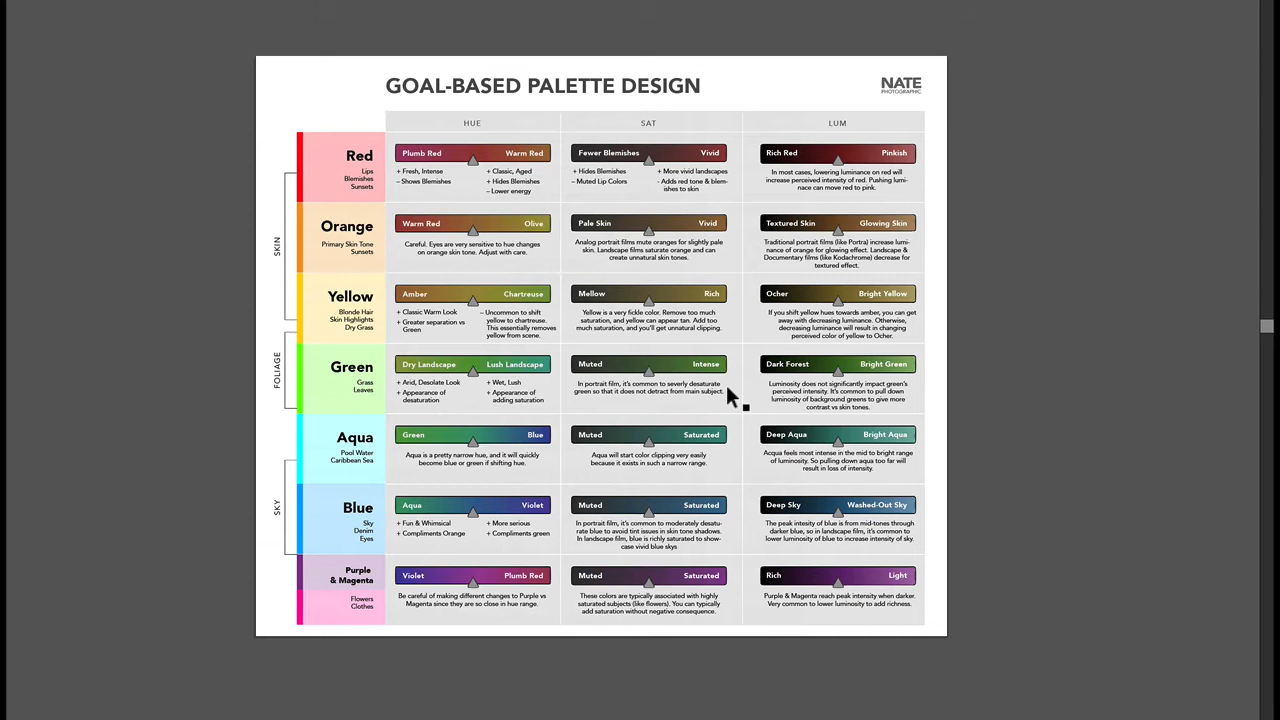 GOAL-BASED PALETTE DESIGN
NATE
PHOTOGRAPHIC
HUE
SAT
LUM
SKIN
FOLIAGE
SKY
Red
Lips
Blemishes
Sunsets
Plumb Red Warm Red
+ Fresh, Intense
– Shows Blemishes
+ Classic, Aged
+ Hides Blemishes
– Lower energy
Fewer Blemishes Vivid
+ Hides Blemishes
– Muted Lip Colors
+ More vivid landscapes
- Adds red tone & blem-
ishes to skin
Rich Red Pinkish
In most cases, lowering luminance on red will
increase perceived intensity of red. Pushing lumi-
nace can move red to pink.
Orange
Primary Skin Tone
Sunsets
Warm Red Olive
Careful. Eyes are very sensitive to hue changes
on orange skin tone. Adjust with care.
Pale Skin Vivid
Analog portrait films mute oranges for slightly pale
skin. Landscape films saturate orange and can
create unnatural skin tones.
Textured Skin Glowing Skin
Traditional portrait films (like Portra) increase lumi-
nance of orange for glowing effect. Landscape &
Documentary films (like Kodachrome) decrease for
textured effect.
Yellow
Blonde Hair
Skin Highlights
Dry Grass
Amber Chartreuse
+ Classic Warm Look
+ Greater separation vs
Green
– Uncommon to shift
yellow to chartreuse.
This essentially removes
yellow from scene.
Mellow Rich
Yellow is a very fickle color. Remove too much
saturation, and yellow can appear tan. Add too
much saturation, and you'll get unnatural clipping.
Ocher Bright Yellow
If you shift yellow hues towards amber, you can get
away with decreasing luminance. Otherwise,
decreasing luminance will result in changing
perceived color of yellow to Ocher.
Green
Grass
Leaves
Dry Landscape Lush Landscape
+ Arid, Desolate Look
+ Appearance of
desaturation
+ Wet, Lush
+ Appearance of
adding saturation
Muted Intense
In portrait film, it's common to severly desaturate
green so that it does not detract from main subject.
Dark Forest Bright Green
Luminosity does not significantly impact green's
perceived intensity. It's common to pull down
luminosity of background greens to give more
contrast vs skin tones.
Aqua
Pool Water
Caribbean Sea
Green Blue
Aqua is a pretty narrow hue, and it will quickly
become blue or green if shifting hue.
Muted Saturated
Aqua will start color clipping very easily
because it exists in such a narrow range.
Deep Aqua Bright Aqua
Acqua feels most intense in the mid to bright range
of luminosity. So pulling down aqua too far will
result in loss of intensity.
Blue
Sky
Denim
Eyes
Aqua Violet
+ Fun & Whimsical
+ Compliments Orange
+ More serious
+ Compliments green
Muted Saturated
In portrait film, it's common to moderately desatu-
rate blue to avoid tint issues in skin tone shadows.
In landscape film, blue is richly saturated to show-
case vivid blue skys
Deep Sky Washed-Out Sky
The peak intesity of blue is from mid-tones through
darker blue, so in landscape film, it's common to
lower luminosity of blue to increase intensity of sky.
Purple
& Magenta
Flowers
Clothes
Violet Plumb Red
Be careful of making different changes to Purple vs
Magenta since they are so close in hue range.
Muted Saturated
These colors are typically associated with highly
saturated subjects (like flowers). You can typically
add saturation without negative consequence.
Rich Light
Purple & Magenta reach peak intensity when darker.
Very common to lower luminosity to add richness.